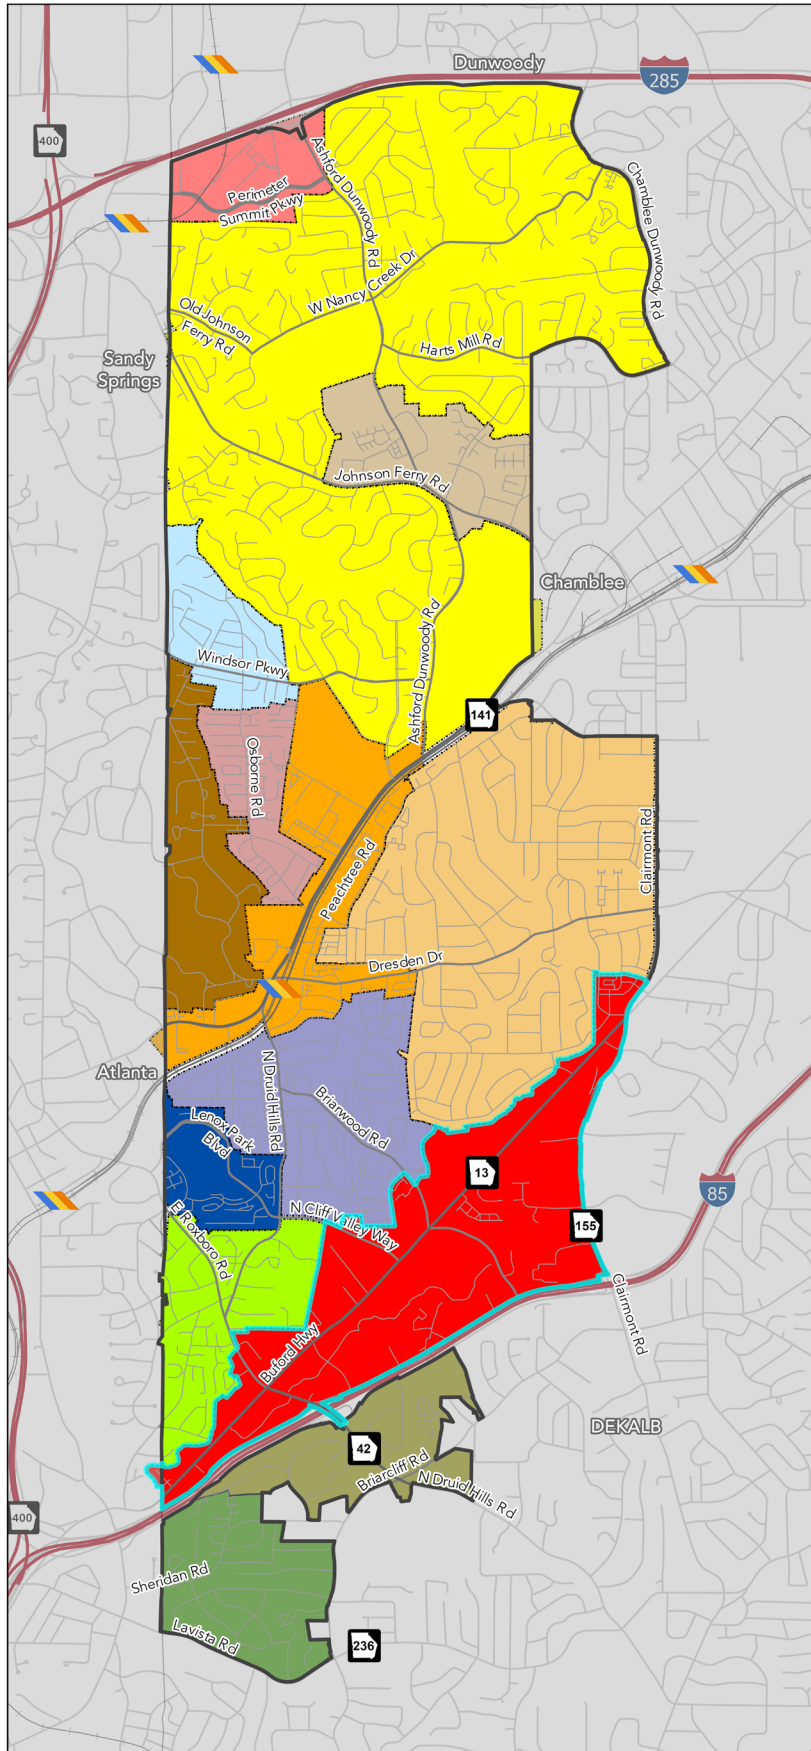 Dunwoody
285
400
Ashford Dunwoody Rd
Perimeter
Summit Pkwy
Chamblee Dunwoody Rd
W Nancy Creek Dr
Old Johnson
Ferry Rd
Harts Mill Rd
Sandy
Springs
Johnson Ferry Rd
Chamblee
Ashford Dunwoody Rd
Windsor Pkwy
141
Osborne Rd
Clairmont Rd
Peachtree Rd
Dresden Dr
Atlanta
N Druid Hills Rd
Briarwood Rd
Lenox Park
Blvd
13
85
155
E Roxboro Rd
N Cliff Valley Way
Clairmont Rd
Buford Hwy
DEKALB
42
Briarcliff Rd
N Druid Hills Rd
400
Sheridan Rd
Lavista Rd
236